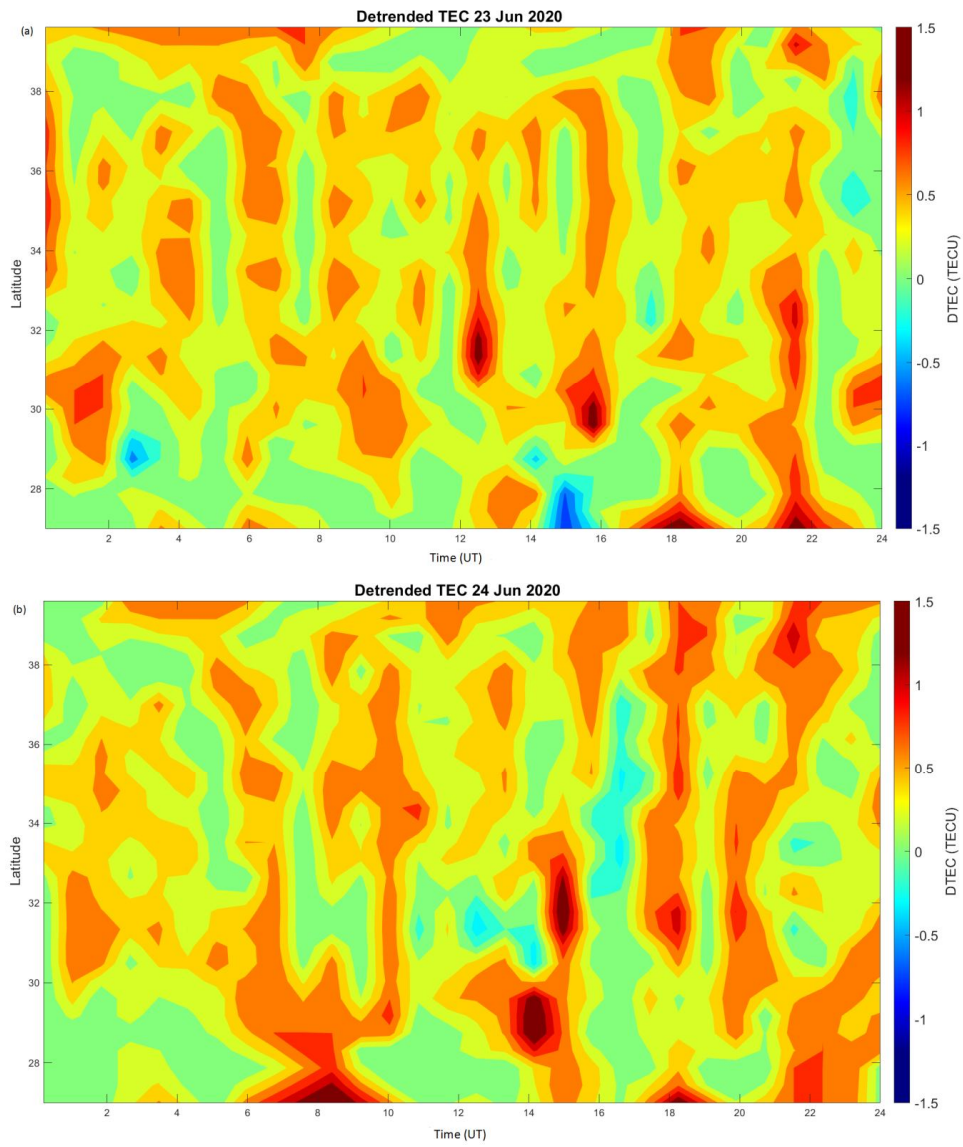 Detrended TEC 23 Jun 2020
(a)
1.5
1
0.5
0
-0.5
-1
-1.5
DTEC (TECU)
38
36
34
32
30
28
Latitude
2 4 6 8 10 12 14 16 18 20 22 24
Time (UT)
Detrended TEC 24 Jun 2020
(b)
1.5
1
0.5
0
-0.5
-1
-1.5
DTEC (TECU)
38
36
34
32
30
28
Latitude
2 4 6 8 10 12 14 16 18 20 22 24
Time (UT)